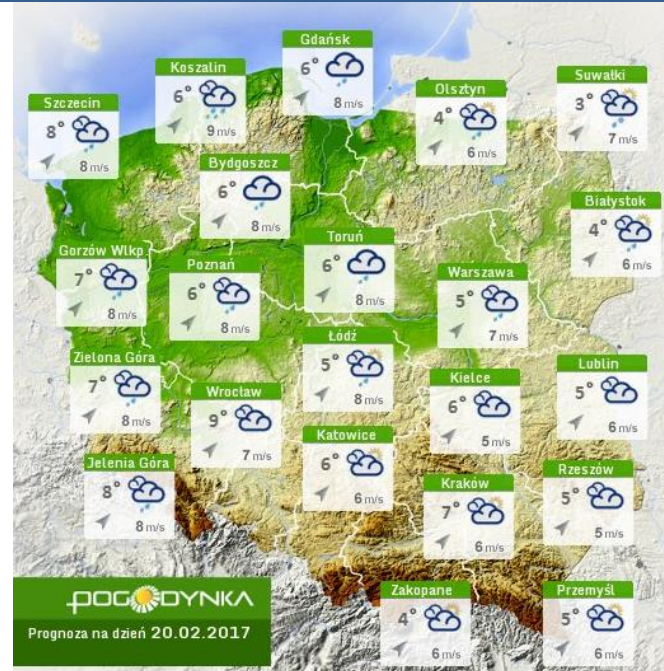 Gdańsk
6°
8 m/s
Koszalin
6°
9 m/s
Suwałki
3°
7 m/s
Olsztyn
4°
6 m/s
Szczecin
8°
8 m/s
Bydgoszcz
6°
8 m/s
Białystok
4°
6 m/s
Toruń
6°
8 m/s
Gorzów Wlkp
7°
8 m/s
Poznań
6°
8 m/s
Warszawa
5°
7 m/s
Łódź
5°
8 m/s
Zielona Góra
7°
8 m/s
Lublin
5°
6 m/s
Kielce
6°
5 m/s
Wrocław
9°
7 m/s
Katowice
6°
6 m/s
Jelenia Góra
8°
8 m/s
Rzeszów
5°
5 m/s
Kraków
7°
6 m/s
Zakopane
4°
6 m/s
Przemyśl
5°
6 m/s
POGODYNKA
Prognoza na dzień 20.02.2017